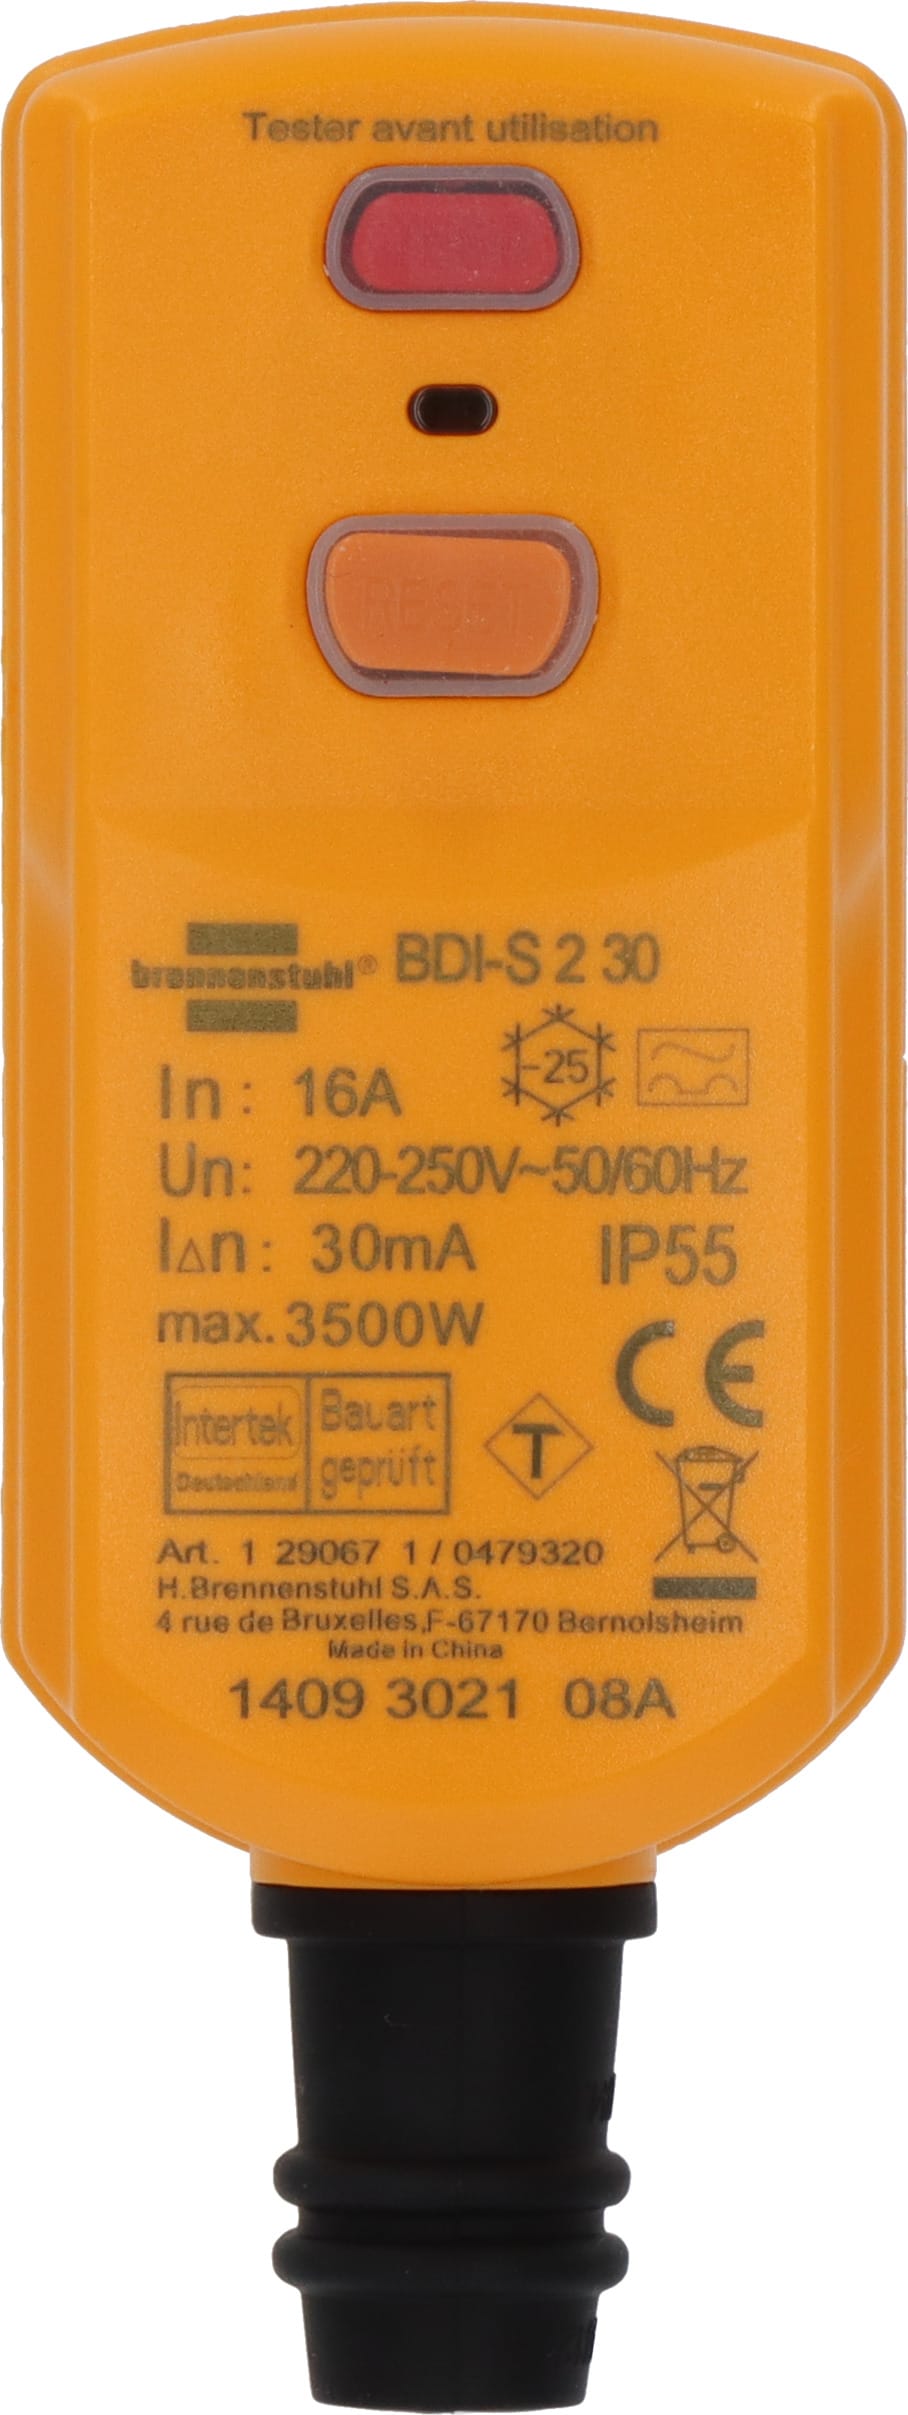 Tester avant utilisation
TEST
RESET
brennenstuhl® BDI-S 2 30
In: 16A
-25
Un: 220-250V~50/60Hz
I△n: 30mA IP55
max. 3500W
CE
Intertek
Deutschland
Bauart
geprüft
T
Art. 1 29067 1 / 0479320
H.Brennenstuhl S.A.S.
4 rue de Bruxelles,F-67170 Bernolsheim
Made in China
1409 3021 08A